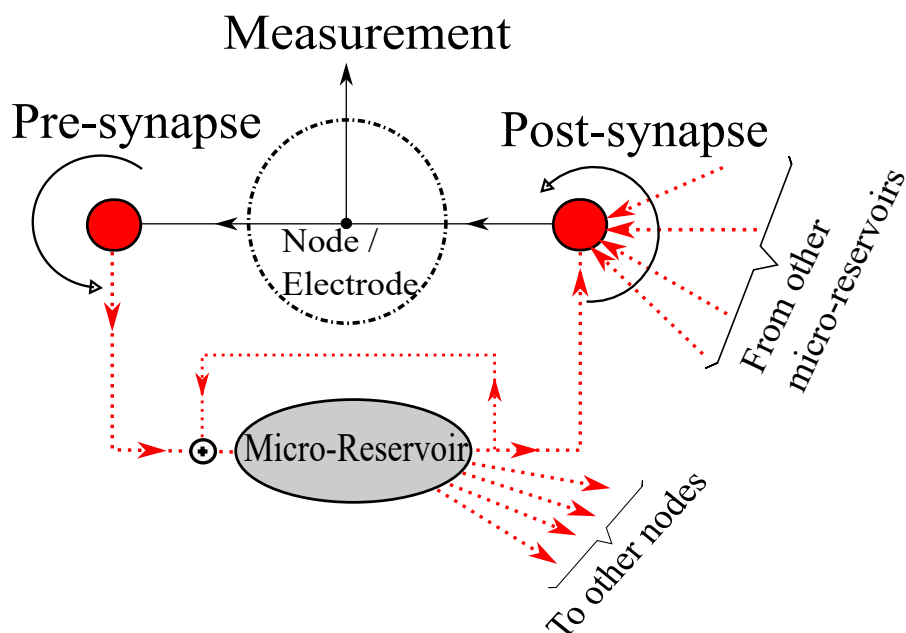 Measurement
Pre-synapse
Post-synapse
Node /
Electrode
From other
micro-reservoirs
Micro-Reservoir
To other nodes